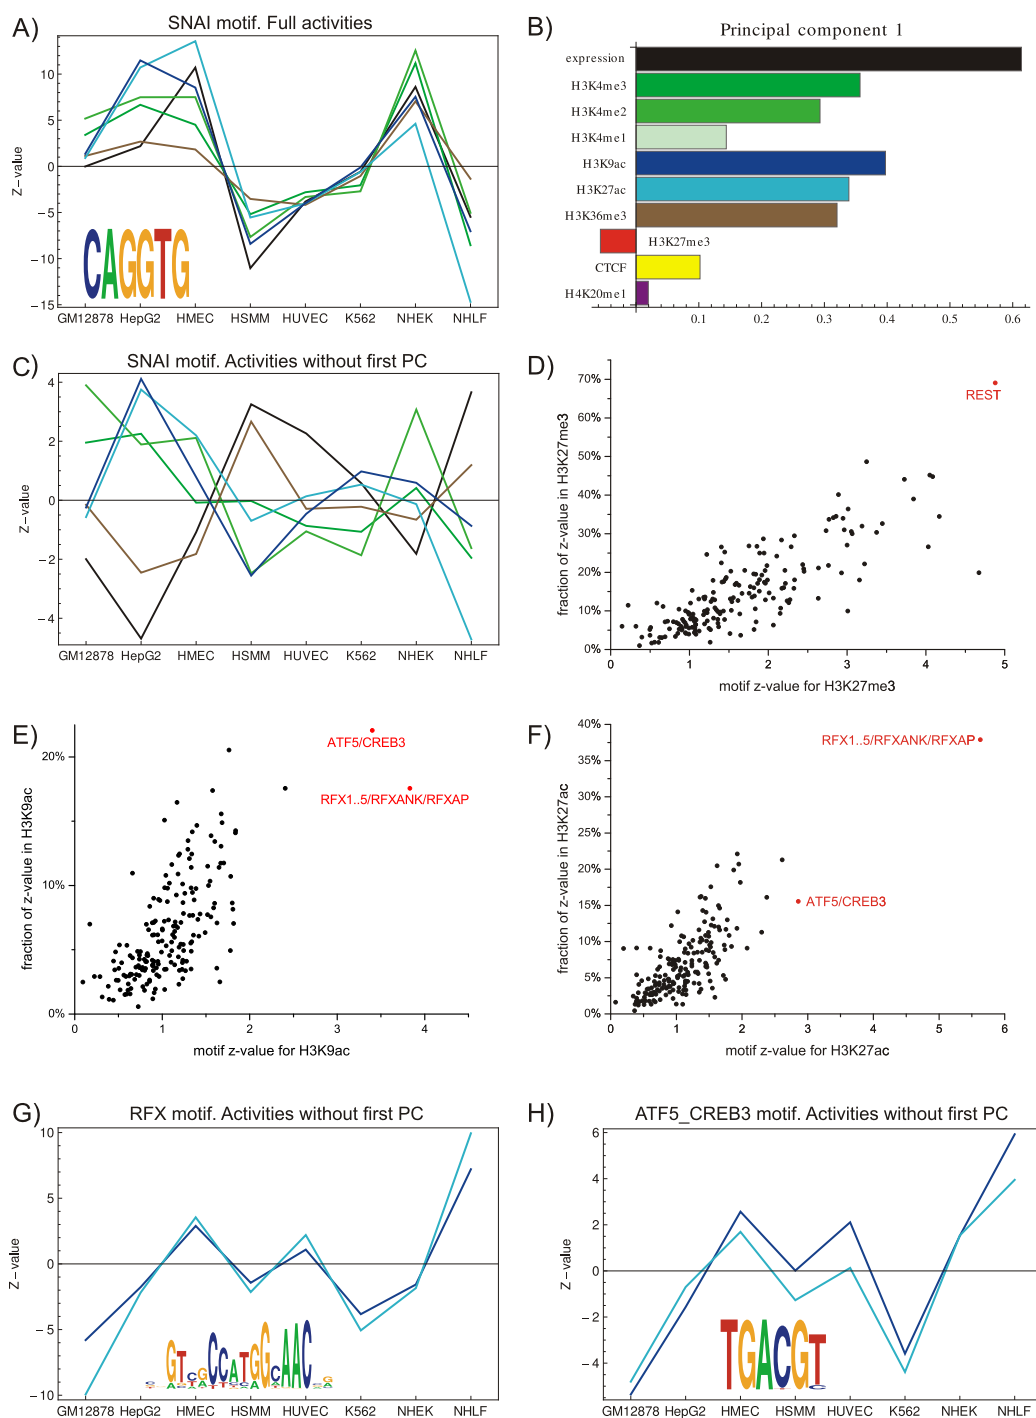 A)
SNAI motif. Full activities
Z-value
10
5
0
-5
-10
-15
CAGGTG
GM12878 HepG2 HMEC HSMM HUVEC K562 NHEK NHLF
B)
Principal component 1
expression
H3K4me3
H3K4me2
H3K4me1
H3K9ac
H3K27ac
H3K36me3
H3K27me3
CTCF
H4K20me1
0.1 0.2 0.3 0.4 0.5 0.6
C)
SNAI motif. Activities without first PC
Z-value
4
2
0
-2
-4
GM12878 HepG2 HMEC HSMM HUVEC K562 NHEK NHLF
D)
fraction of z-value in H3K27me3
70%
60%
50%
40%
30%
20%
10%
0%
REST
0 1 2 3 4 5
motif z-value for H3K27me3
E)
fraction of z-value in H3K9ac
20%
10%
0%
ATF5/CREB3
RFX1..5/RFXANK/RFXAP
0 1 2 3 4
motif z-value for H3K9ac
F)
fraction of z-value in H3K27ac
40%
35%
30%
25%
20%
15%
10%
5%
0%
RFX1..5/RFXANK/RFXAP
ATF5/CREB3
0 1 2 3 4 5 6
motif z-value for H3K27ac
G)
RFX motif. Activities without first PC
Z-value
10
5
0
-5
-10
GTCGCCATGGCAAC
GM12878 HepG2 HMEC HSMM HUVEC K562 NHEK NHLF
H)
ATF5_CREB3 motif. Activities without first PC
Z-value
6
4
2
0
-2
-4
TGACGT
GM12878 HepG2 HMEC HSMM HUVEC K562 NHEK NHLF